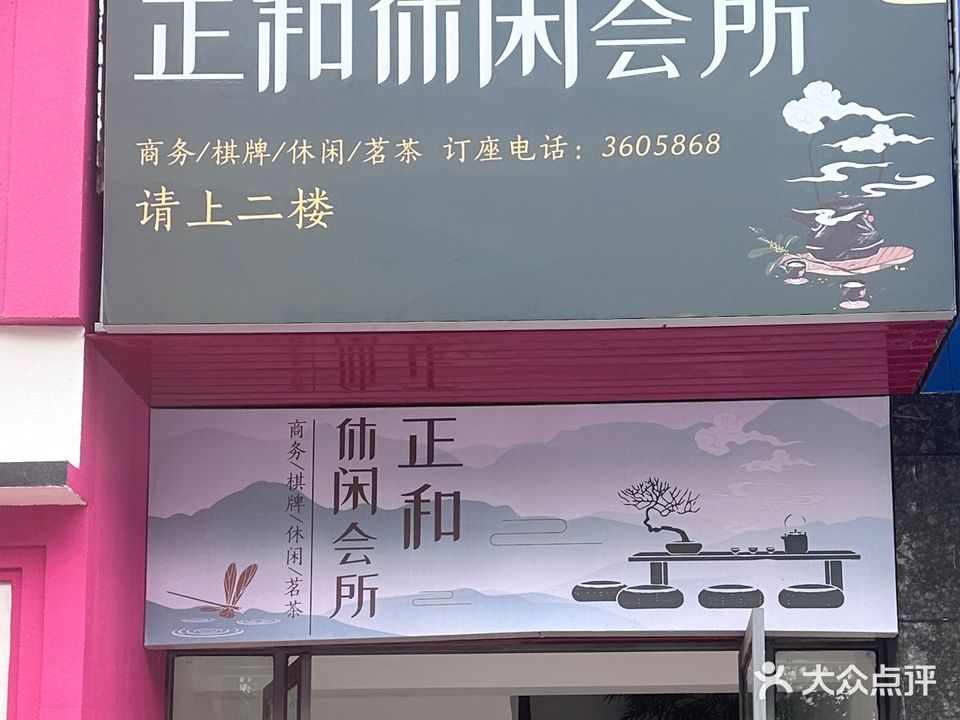 正和休闲会所
商务/棋牌/休闲/茗茶 订座电话：3605868
请上二楼
正和
休闲会所
商务/棋牌/休闲/茗茶
大众点评